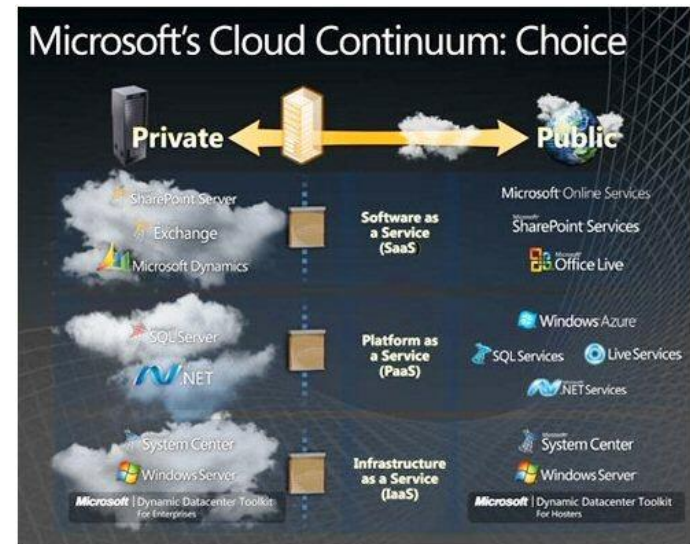 Microsoft's Cloud Continuum: Choice
Private
Public
SharePoint Server
Exchange
Microsoft Dynamics
Software as
a Service
(SaaS)
Microsoft Online Services
Microsoft
SharePoint Services
Microsoft
Office Live
SQL Server
.NET
Platform as
a Service
(PaaS)
Windows Azure
SQL Services
Live Services
.NET Services
System Center
Windows Server
Microsoft | Dynamic Datacenter Toolkit
For Enterprises
Infrastructure
as a Service
(IaaS)
System Center
Windows Server
Microsoft | Dynamic Datacenter Toolkit
For Hosters